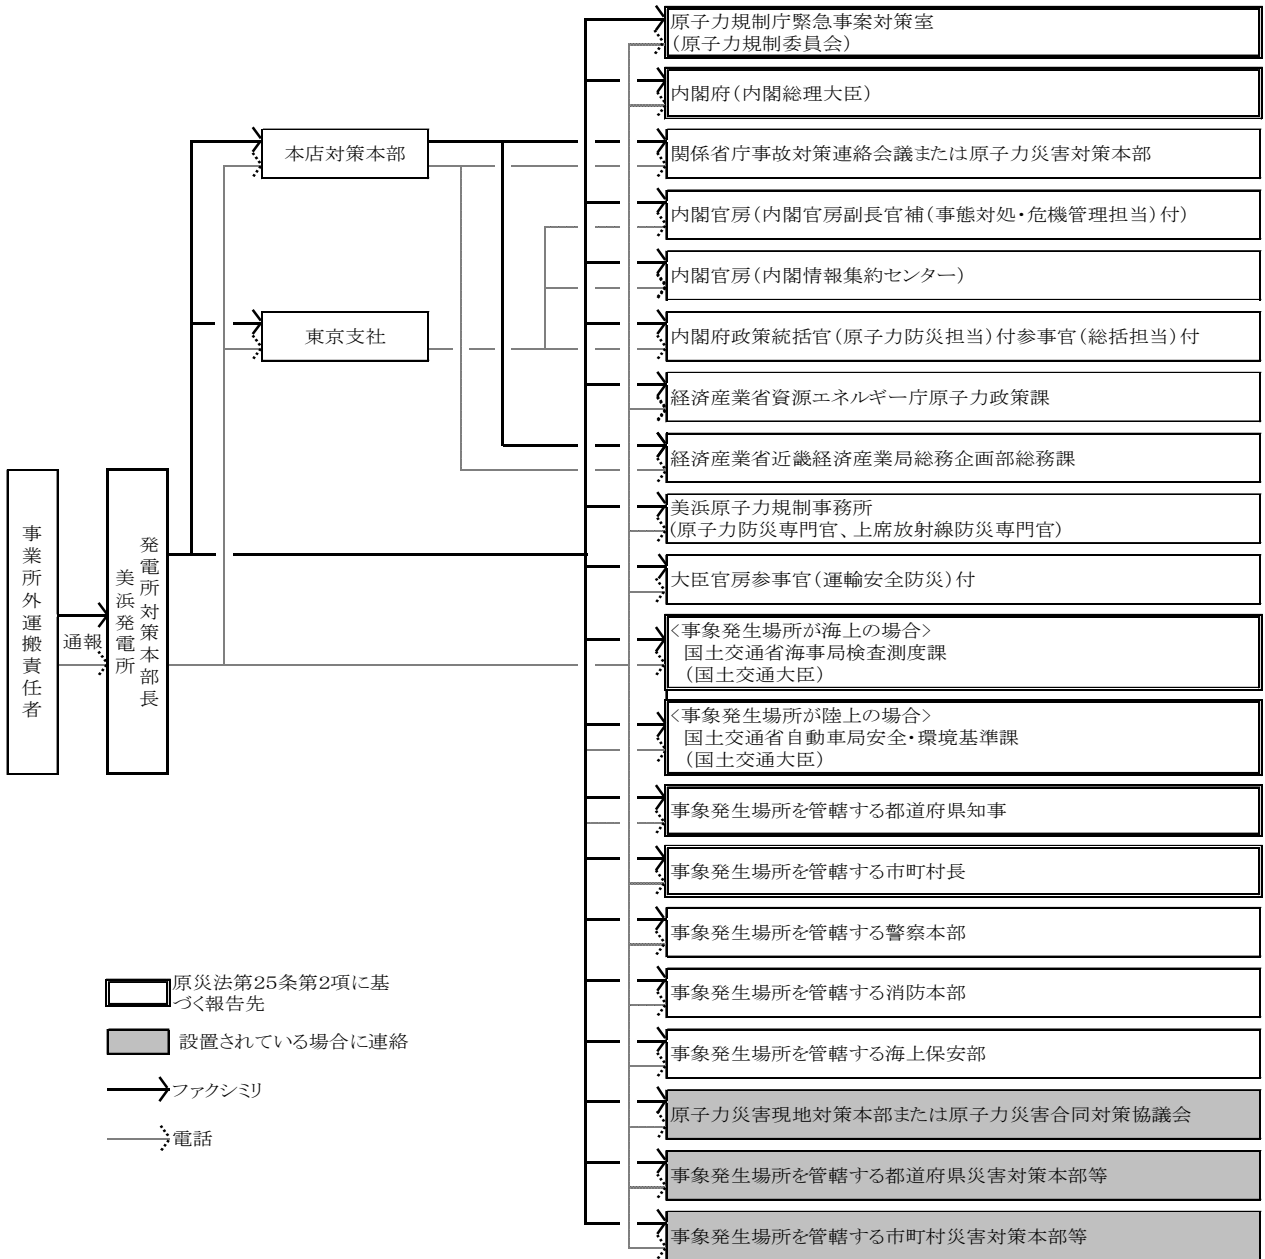 原子力規制庁緊急事案対策室
(原子力規制委員会)
内閣府(内閣総理大臣)
本店対策本部
関係省庁事故対策連絡会議または原子力災害対策本部
内閣官房(内閣官房副長官補(事態対処・危機管理担当)付)
内閣官房(内閣情報集約センター)
東京支社
内閣府政策統括官(原子力防災担当)付参事官(総括担当)付
経済産業省資源エネルギー庁原子力政策課
経済産業省近畿経済産業局総務企画部総務課
美浜原子力規制事務所
(原子力防災専門官、上席放射線防災専門官)
大臣官房参事官(運輸安全防災)付
事業所外運搬責任者
通報
発電所対策本部長
美浜発電所
<事象発生場所が海上の場合>
国土交通省海事局検査測度課
(国土交通大臣)
<事象発生場所が陸上の場合>
国土交通省自動車局安全・環境基準課
(国土交通大臣)
事象発生場所を管轄する都道府県知事
事象発生場所を管轄する市町村長
事象発生場所を管轄する警察本部
事象発生場所を管轄する消防本部
事象発生場所を管轄する海上保安部
原子力災害現地対策本部または原子力災害合同対策協議会
事象発生場所を管轄する都道府県災害対策本部等
事象発生場所を管轄する市町村災害対策本部等
原災法第25条第2項に基
づく報告先
設置されている場合に連絡
ファクシミリ
電話